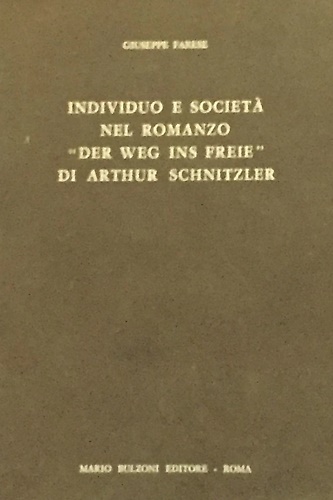 GIUSEPPE FARESE
INDIVIDUO E SOCIETÀ
NEL ROMANZO
"DER WEG INS FREIE"
DI ARTHUR SCHNITZLER
MARIO BULZONI EDITORE - ROMA